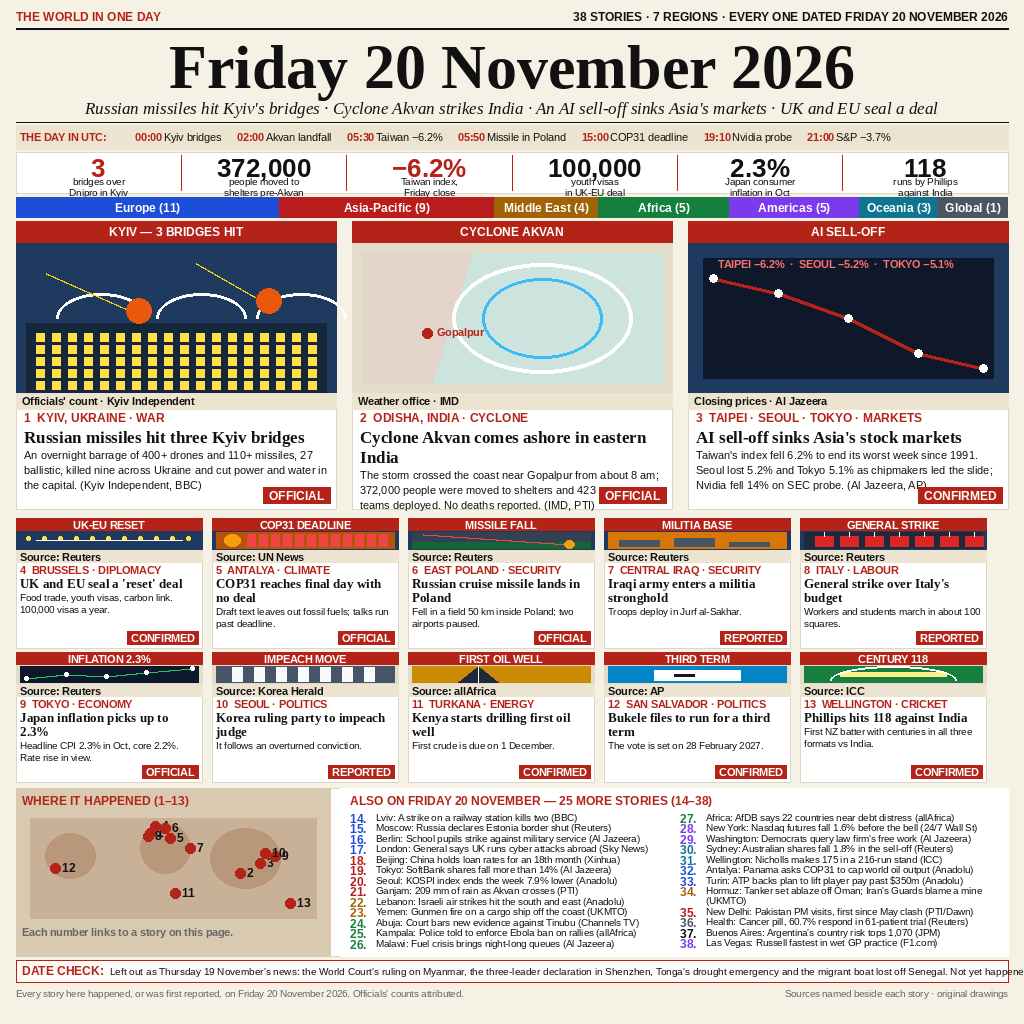 THE WORLD IN ONE DAY
38 STORIES · 7 REGIONS · EVERY ONE DATED FRIDAY 20 NOVEMBER 2026
Friday 20 November 2026
Russian missiles hit Kyiv's bridges · Cyclone Akvan strikes India · An AI sell-off sinks Asia's markets · UK and EU seal a deal
THE DAY IN UTC: 00:00 Kyiv bridges 02:00 Akvan landfall 05:30 Taiwan −6.2% 05:50 Missile in Poland 15:00 COP31 deadline 19:10 Nvidia probe 21:00 S&P −3.7%
3
bridges over
Dnipro in Kyiv
372,000
people moved to
shelters pre-Akvan
−6.2%
Taiwan index,
Friday close
100,000
youth visas
in UK-EU deal
2.3%
Japan consumer
inflation in Oct
118
runs by Phillips
against India
Europe (11) Asia-Pacific (9) Middle East (4) Africa (5) Americas (5) Oceania (3) Global (1)
KYIV — 3 BRIDGES HIT
Officials' count · Kyiv Independent
1 KYIV, UKRAINE · WAR
Russian missiles hit three Kyiv bridges
An overnight barrage of 400+ drones and 110+ missiles, 27
ballistic, killed nine across Ukraine and cut power and water in
the capital. (Kyiv Independent, BBC)
OFFICIAL
CYCLONE AKVAN
Gopalpur
Weather office · IMD
2 ODISHA, INDIA · CYCLONE
Cyclone Akvan comes ashore in eastern
India
The storm crossed the coast near Gopalpur from about 8 am;
372,000 people were moved to shelters and 423
teams deployed. No deaths reported. (IMD, PTI)
OFFICIAL
AI SELL-OFF
TAIPEI −6.2% · SEOUL −5.2% · TOKYO −5.1%
Closing prices · Al Jazeera
3 TAIPEI · SEOUL · TOKYO · MARKETS
AI sell-off sinks Asia's stock markets
Taiwan's index fell 6.2% to end its worst week since 1991.
Seoul lost 5.2% and Tokyo 5.1% as chipmakers led the slide;
Nvidia fell 14% on SEC probe. (Al Jazeera, AP)
CONFIRMED
UK-EU RESET
Source: Reuters
4 BRUSSELS · DIPLOMACY
UK and EU seal a 'reset' deal
Food trade, youth visas, carbon link.
100,000 visas a year.
CONFIRMED
COP31 DEADLINE
Source: UN News
5 ANTALYA · CLIMATE
COP31 reaches final day with
no deal
Draft text leaves out fossil fuels; talks run
past deadline.
OFFICIAL
MISSILE FALL
Source: Reuters
6 EAST POLAND · SECURITY
Russian cruise missile lands in
Poland
Fell in a field 50 km inside Poland; two
airports paused.
OFFICIAL
MILITIA BASE
Source: Reuters
7 CENTRAL IRAQ · SECURITY
Iraqi army enters a militia
stronghold
Troops deploy in Jurf al-Sakhar.
REPORTED
GENERAL STRIKE
Source: Reuters
8 ITALY · LABOUR
General strike over Italy's
budget
Workers and students march in about 100
squares.
REPORTED
INFLATION 2.3%
Source: Reuters
9 TOKYO · ECONOMY
Japan inflation picks up to
2.3%
Headline CPI 2.3% in Oct, core 2.2%.
Rate rise in view.
OFFICIAL
IMPEACH MOVE
Source: Korea Herald
10 SEOUL · POLITICS
Korea ruling party to impeach
judge
It follows an overturned conviction.
REPORTED
FIRST OIL WELL
Source: allAfrica
11 TURKANA · ENERGY
Kenya starts drilling first oil
well
First crude is due on 1 December.
CONFIRMED
THIRD TERM
Source: AP
12 SAN SALVADOR · POLITICS
Bukele files to run for a third
term
The vote is set on 28 February 2027.
CONFIRMED
CENTURY 118
Source: ICC
13 WELLINGTON · CRICKET
Phillips hits 118 against India
First NZ batter with centuries in all three
formats vs India.
CONFIRMED
WHERE IT HAPPENED (1–13)
6
8
5
7
10
9
3
12
2
11
13
Each number links to a story on this page.
ALSO ON FRIDAY 20 NOVEMBER — 25 MORE STORIES (14–38)
14. Lviv: A strike on a railway station kills two (BBC)
15. Moscow: Russia declares Estonia border shut (Reuters)
16. Berlin: School pupils strike against military service (Al Jazeera)
17. London: General says UK runs cyber attacks abroad (Sky News)
18. Beijing: China holds loan rates for an 18th month (Xinhua)
19. Tokyo: SoftBank shares fall more than 14% (Al Jazeera)
20. Seoul: KOSPI index ends the week 7.9% lower (Anadolu)
21. Ganjam: 209 mm of rain as Akvan crosses (PTI)
22. Lebanon: Israeli air strikes hit the south and east (Anadolu)
23. Yemen: Gunmen fire on a cargo ship off the coast (UKMTO)
24. Abuja: Court bars new evidence against Tinubu (Channels TV)
25. Kampala: Police told to enforce Ebola ban on rallies (allAfrica)
26. Malawi: Fuel crisis brings night-long queues (Al Jazeera)
27. Africa: AfDB says 22 countries near debt distress (allAfrica)
28. New York: Nasdaq futures fall 1.6% before the bell (24/7 Wall St)
29. Washington: Democrats query law firm's free work (Al Jazeera)
30. Sydney: Australian shares fall 1.8% in the sell-off (Reuters)
31. Wellington: Nicholls makes 175 in a 216-run stand (ICC)
32. Antalya: Panama asks COP31 to cap world oil output (Anadolu)
33. Turin: ATP backs plan to lift player pay past $350m (Anadolu)
34. Hormuz: Tanker set ablaze off Oman; Iran's Guards blame a mine
(UKMTO)
35. New Delhi: Pakistan PM visits, first since May clash (PTI/Dawn)
36. Health: Cancer pill, 60.7% respond in 61-patient trial (Reuters)
37. Buenos Aires: Argentina's country risk tops 1,070 (JPM)
38. Las Vegas: Russell fastest in wet GP practice (F1.com)
DATE CHECK: Left out as Thursday 19 November's news: the World Court's ruling on Myanmar, the three-leader declaration in Shenzhen, Tonga's drought emergency and the migrant boat lost off Senegal. Not yet happene
Every story here happened, or was first reported, on Friday 20 November 2026. Officials' counts attributed.
Sources named beside each story · original drawings